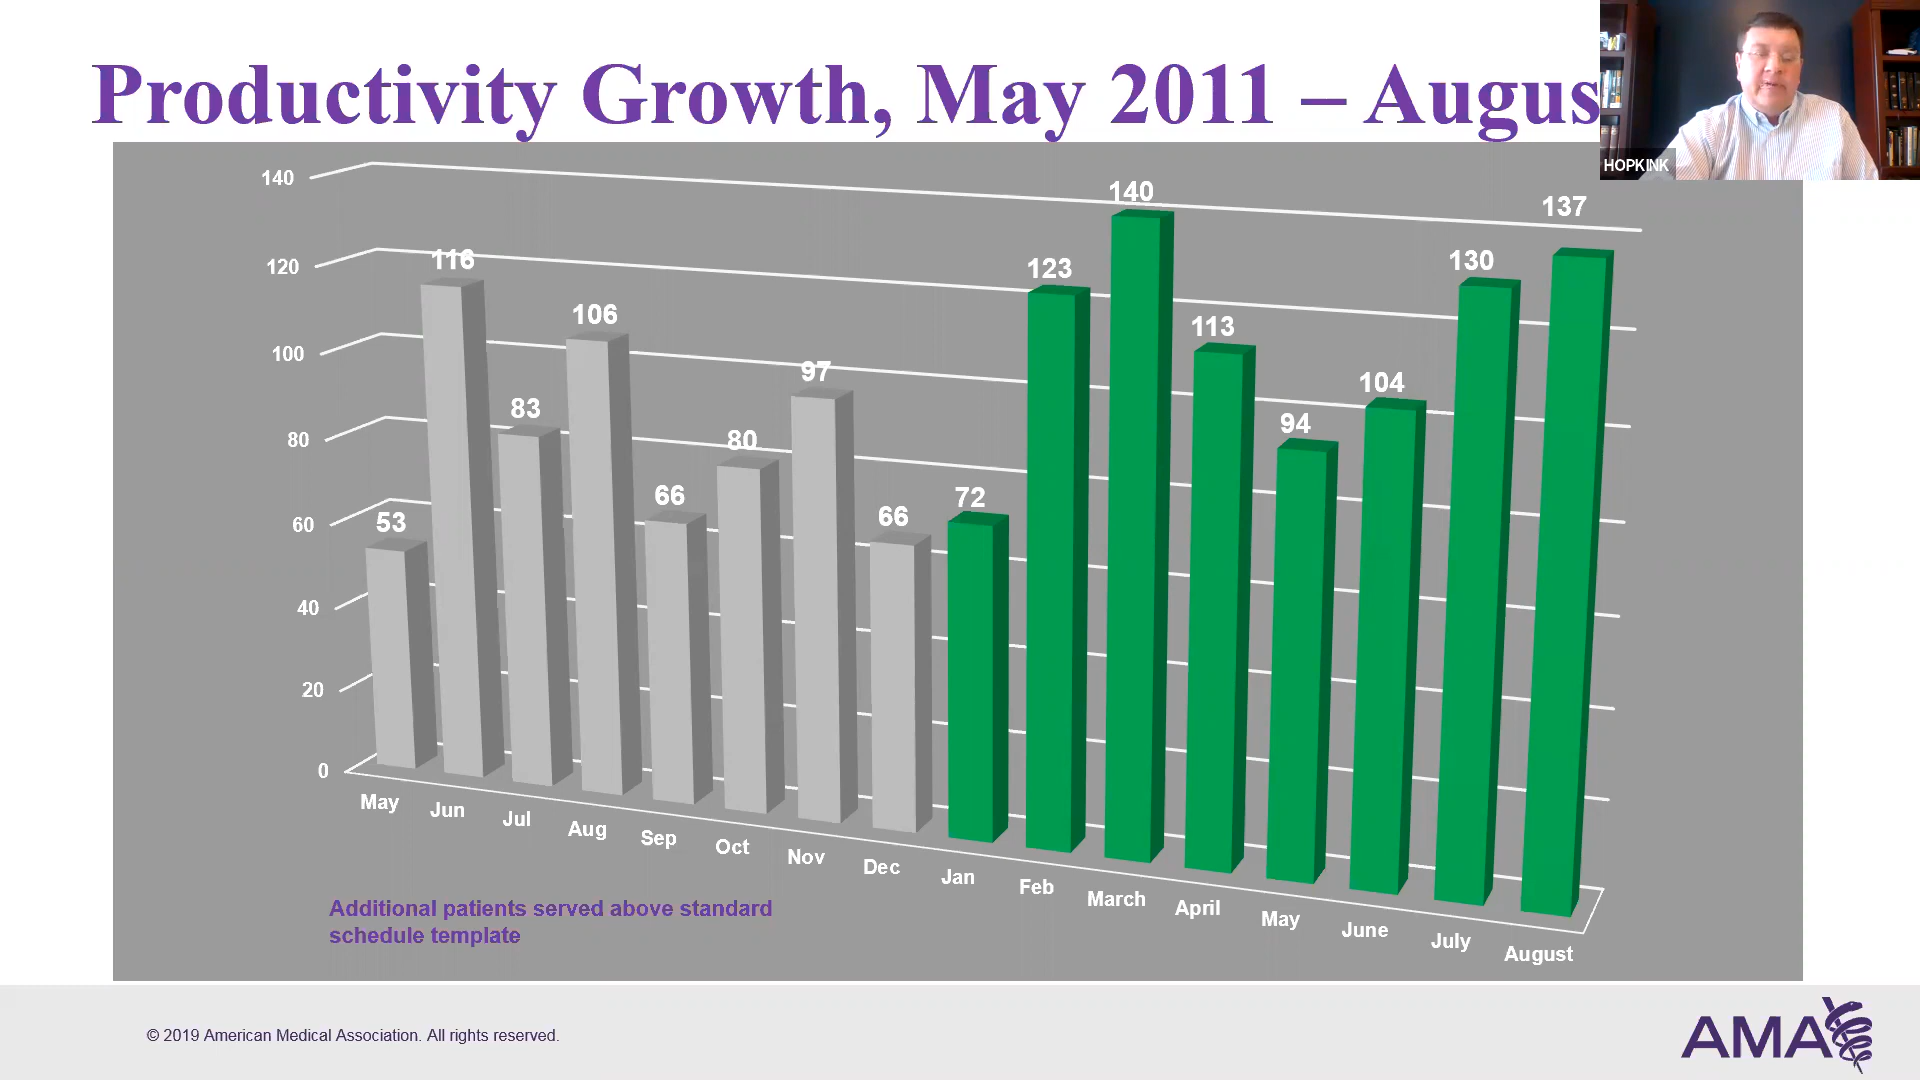 Productivity Growth, May 2011 – Augus
HOPKINK
140
120
100
80
60
40
20
0
53
116
83
106
66
80
97
66
72
123
140
113
94
104
130
137
May
Jun
Jul
Aug
Sep
Oct
Nov
Dec
Jan
Feb
March
April
May
June
July
August
Additional patients served above standard
schedule template
© 2019 American Medical Association. All rights reserved.
AMA